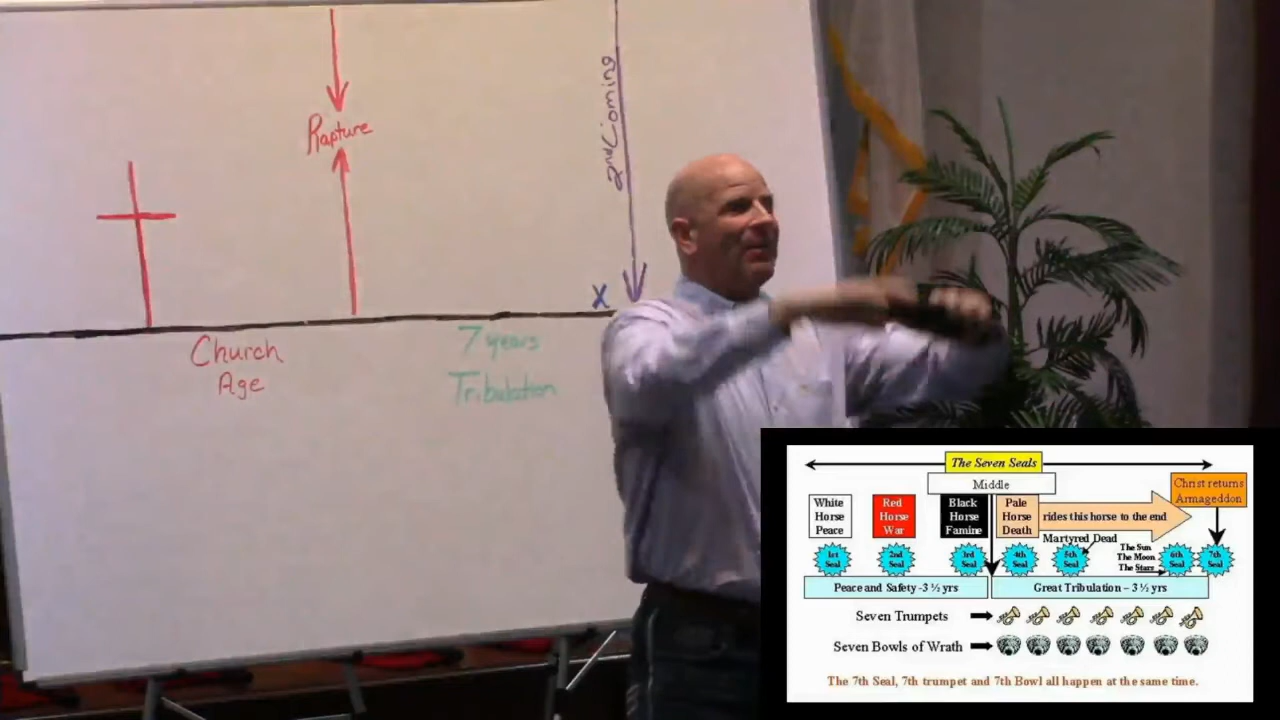 2nd Coming
Rapture
X
Church
Age
7 years
Tribulation
The Seven Seals
Middle
Christ returns
Armageddon
White
Horse
Peace
Red
Horse
War
Black
Horse
Famine
Pale
Horse
Death
rides this horse to the end
Martyred Dead
The Sun
The Moon
The Stars
1st
Seal
2nd
Seal
3rd
Seal
4th
Seal
5th
Seal
6th
Seal
7th
Seal
Peace and Safety -3 ½ yrs
Great Tribulation – 3 ½ yrs
Seven Trumpets
Seven Bowls of Wrath
The 7th Seal, 7th trumpet and 7th Bowl all happen at the same time.